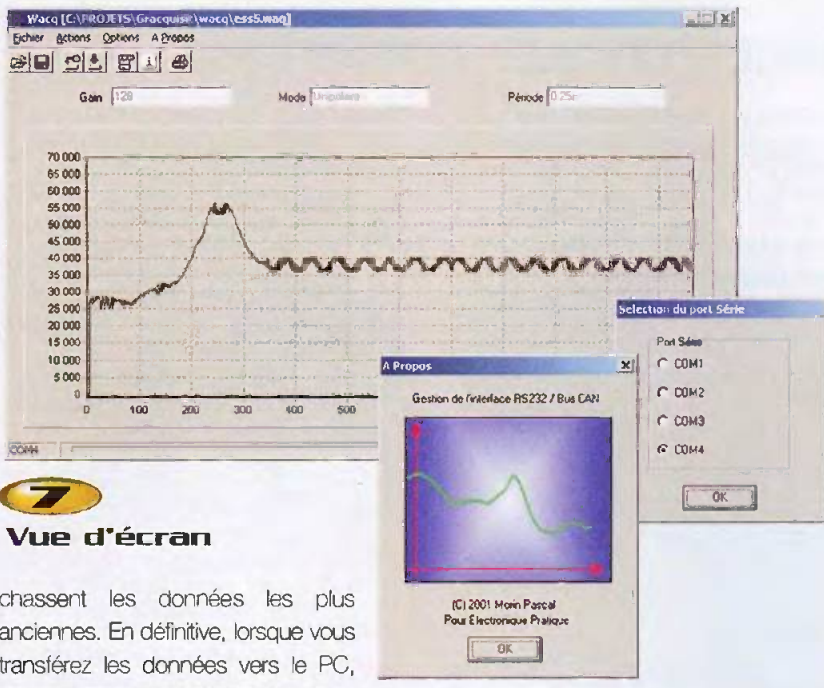 Wacq [C:\PROJETS\Gracquisit\wacq\ess5.waq]
Fichier Actions Options A Propos
Gain 128 Mode Unipolaire Période 0.25s
70 000
65 000
60 000
55 000
50 000
45 000
40 000
35 000
30 000
25 000
20 000
15 000
10 000
5 000
0
0 100 200 300 400 500
COM4
Selection du port Série
Port Série
COM1
COM2
COM3
COM4
OK
A Propos
Gestion de l'interface RS232 / Bus CAN
(C) 2001 Morin Pascal
Pour Electronique Pratique
OK
7
Vue d'écran
chassent les données les plus
anciennes. En définitive, lorsque vous
transférez les données vers le PC,